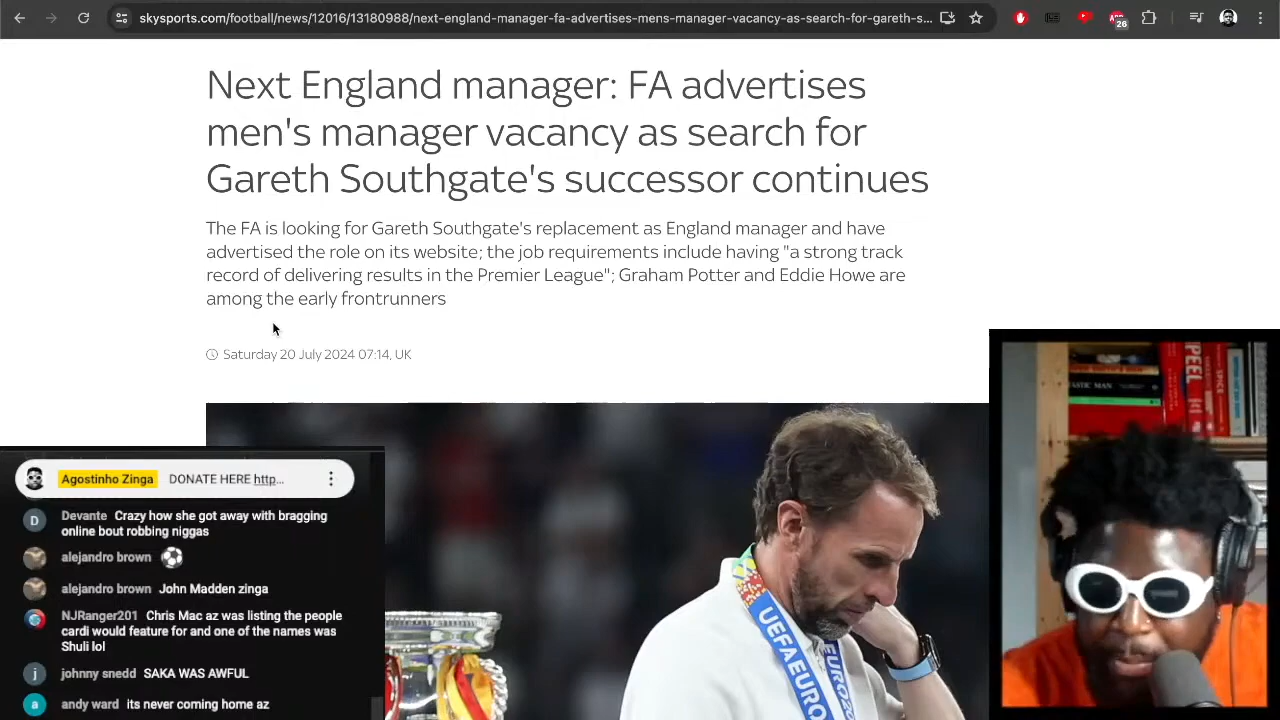 skysports.com/football/news/12016/13180988/next-england-manager-fa-advertises-mens-manager-vacancy-as-search-for-gareth-s...
26
Next England manager: FA advertises
men's manager vacancy as search for
Gareth Southgate's successor continues
The FA is looking for Gareth Southgate's replacement as England manager and have
advertised the role on its website; the job requirements include having "a strong track
record of delivering results in the Premier League"; Graham Potter and Eddie Howe are
among the early frontrunners
Saturday 20 July 2024 07:14, UK
Agostinho Zinga DONATE HERE http...
D Devante Crazy how she got away with bragging
online bout robbing niggas
alejandro brown
alejandro brown John Madden zinga
NJRanger201 Chris Mac az was listing the people
cardi would feature for and one of the names was
Shuli lol
j johnny snedd SAKA WAS AWFUL
a andy ward its never coming home az
UEFA EURO
EURO
PEEL
SPICE